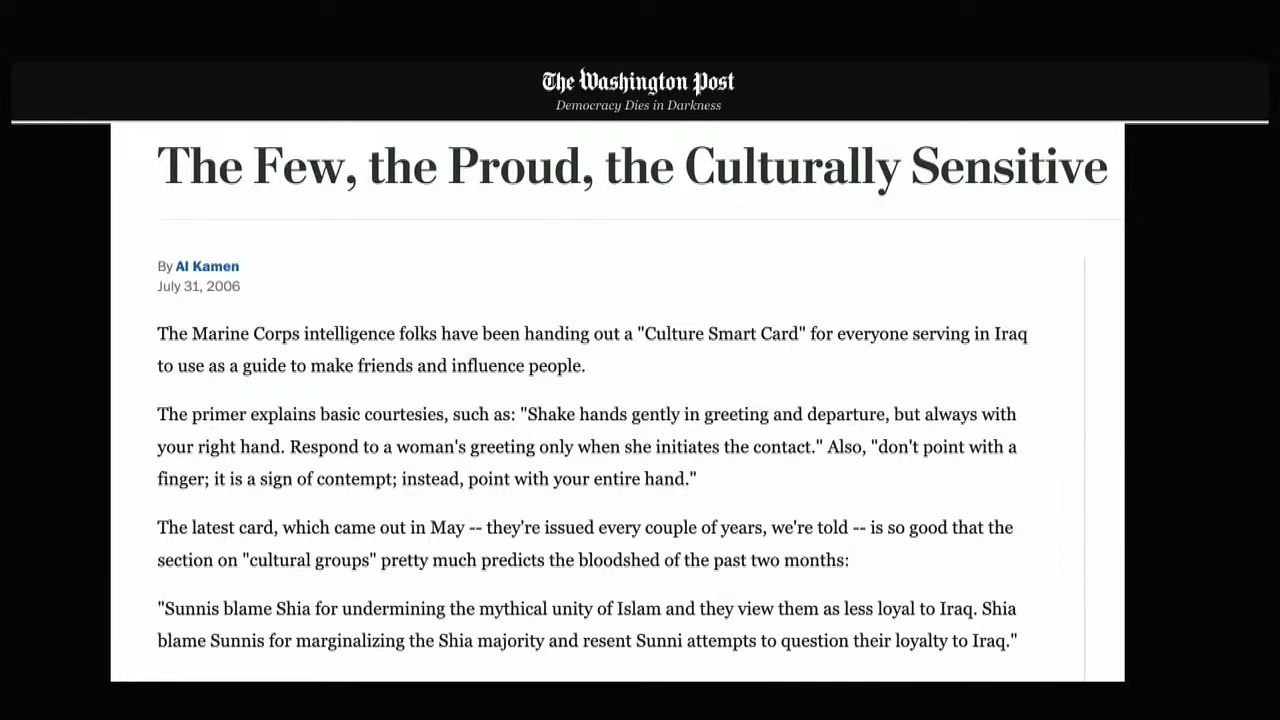 The Washington Post
Democracy Dies in Darkness
The Few, the Proud, the Culturally Sensitive
By Al Kamen
July 31, 2006
The Marine Corps intelligence folks have been handing out a "Culture Smart Card" for everyone serving in Iraq
to use as a guide to make friends and influence people.
The primer explains basic courtesies, such as: "Shake hands gently in greeting and departure, but always with
your right hand. Respond to a woman's greeting only when she initiates the contact." Also, "don't point with a
finger; it is a sign of contempt; instead, point with your entire hand."
The latest card, which came out in May -- they're issued every couple of years, we're told -- is so good that the
section on "cultural groups" pretty much predicts the bloodshed of the past two months:
"Sunnis blame Shia for undermining the mythical unity of Islam and they view them as less loyal to Iraq. Shia
blame Sunnis for marginalizing the Shia majority and resent Sunni attempts to question their loyalty to Iraq."